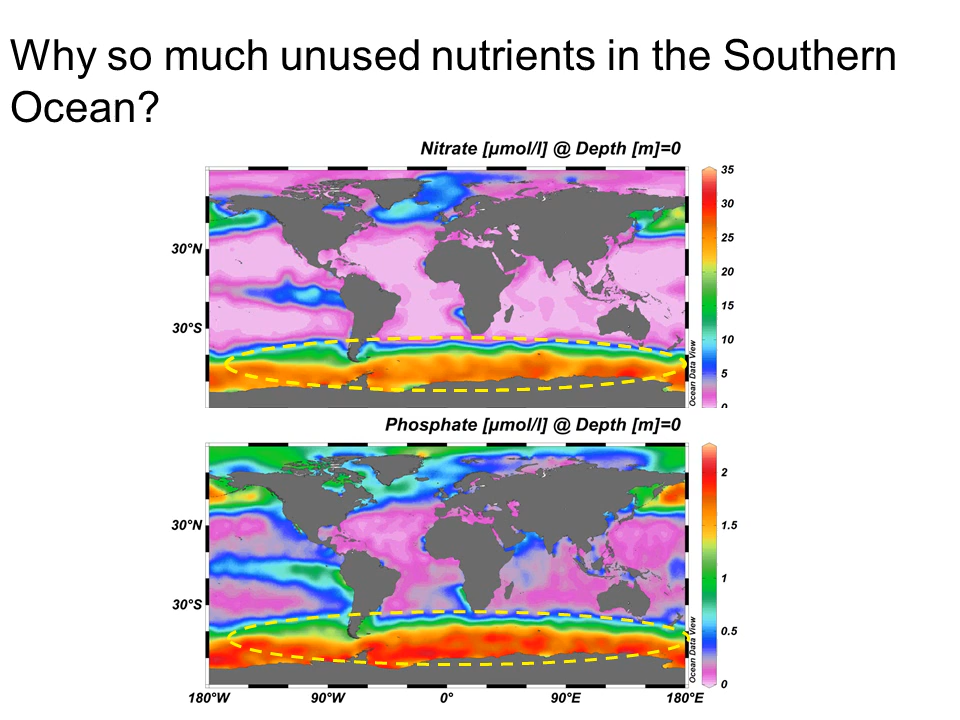 Why so much unused nutrients in the Southern
Ocean?
Nitrate [µmol/l] @ Depth [m]=0
35
30
25
20
15
10
5
0
30°N
30°S
Ocean Data View
Phosphate [µmol/l] @ Depth [m]=0
2
1.5
1
0.5
0
30°N
30°S
Ocean Data View
180°W
90°W
0°
90°E
180°E